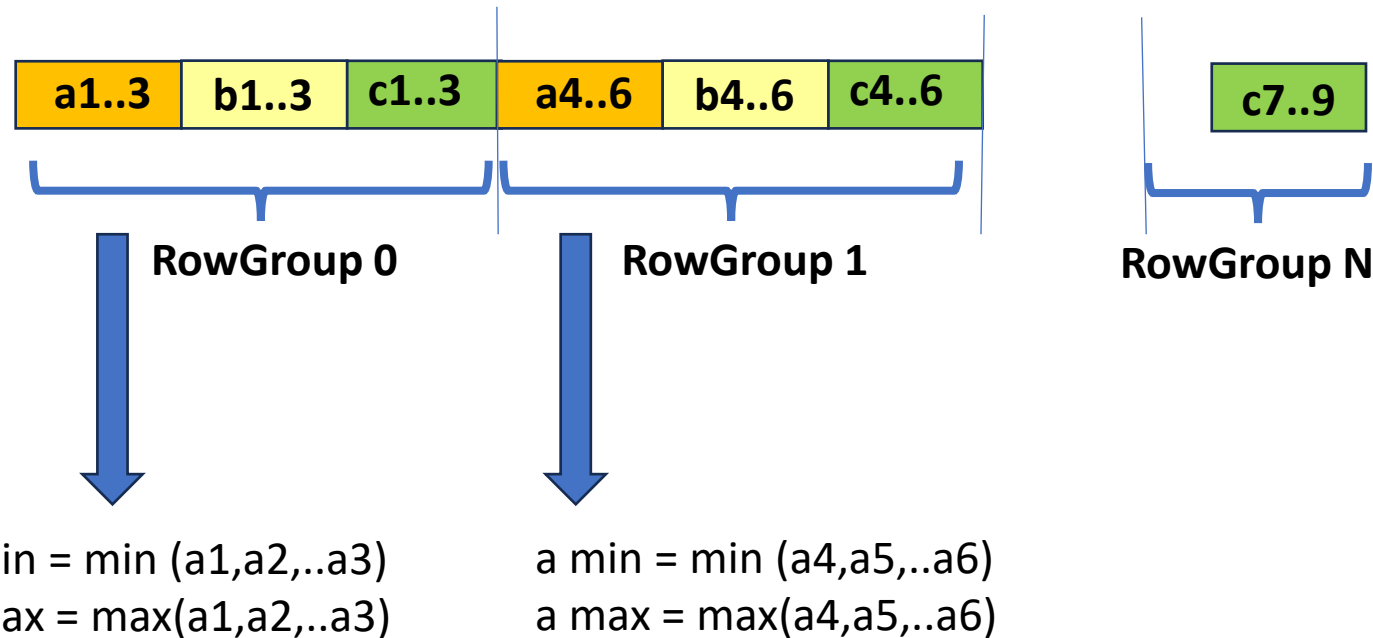 a1..3 b1..3 c1..3 a4..6 b4..6 c4..6 c7..9
RowGroup 0 RowGroup 1 RowGroup N
in = min (a1,a2,..a3) a min = min (a4,a5,..a6)
ax = max(a1,a2,..a3) a max = max(a4,a5,..a6)